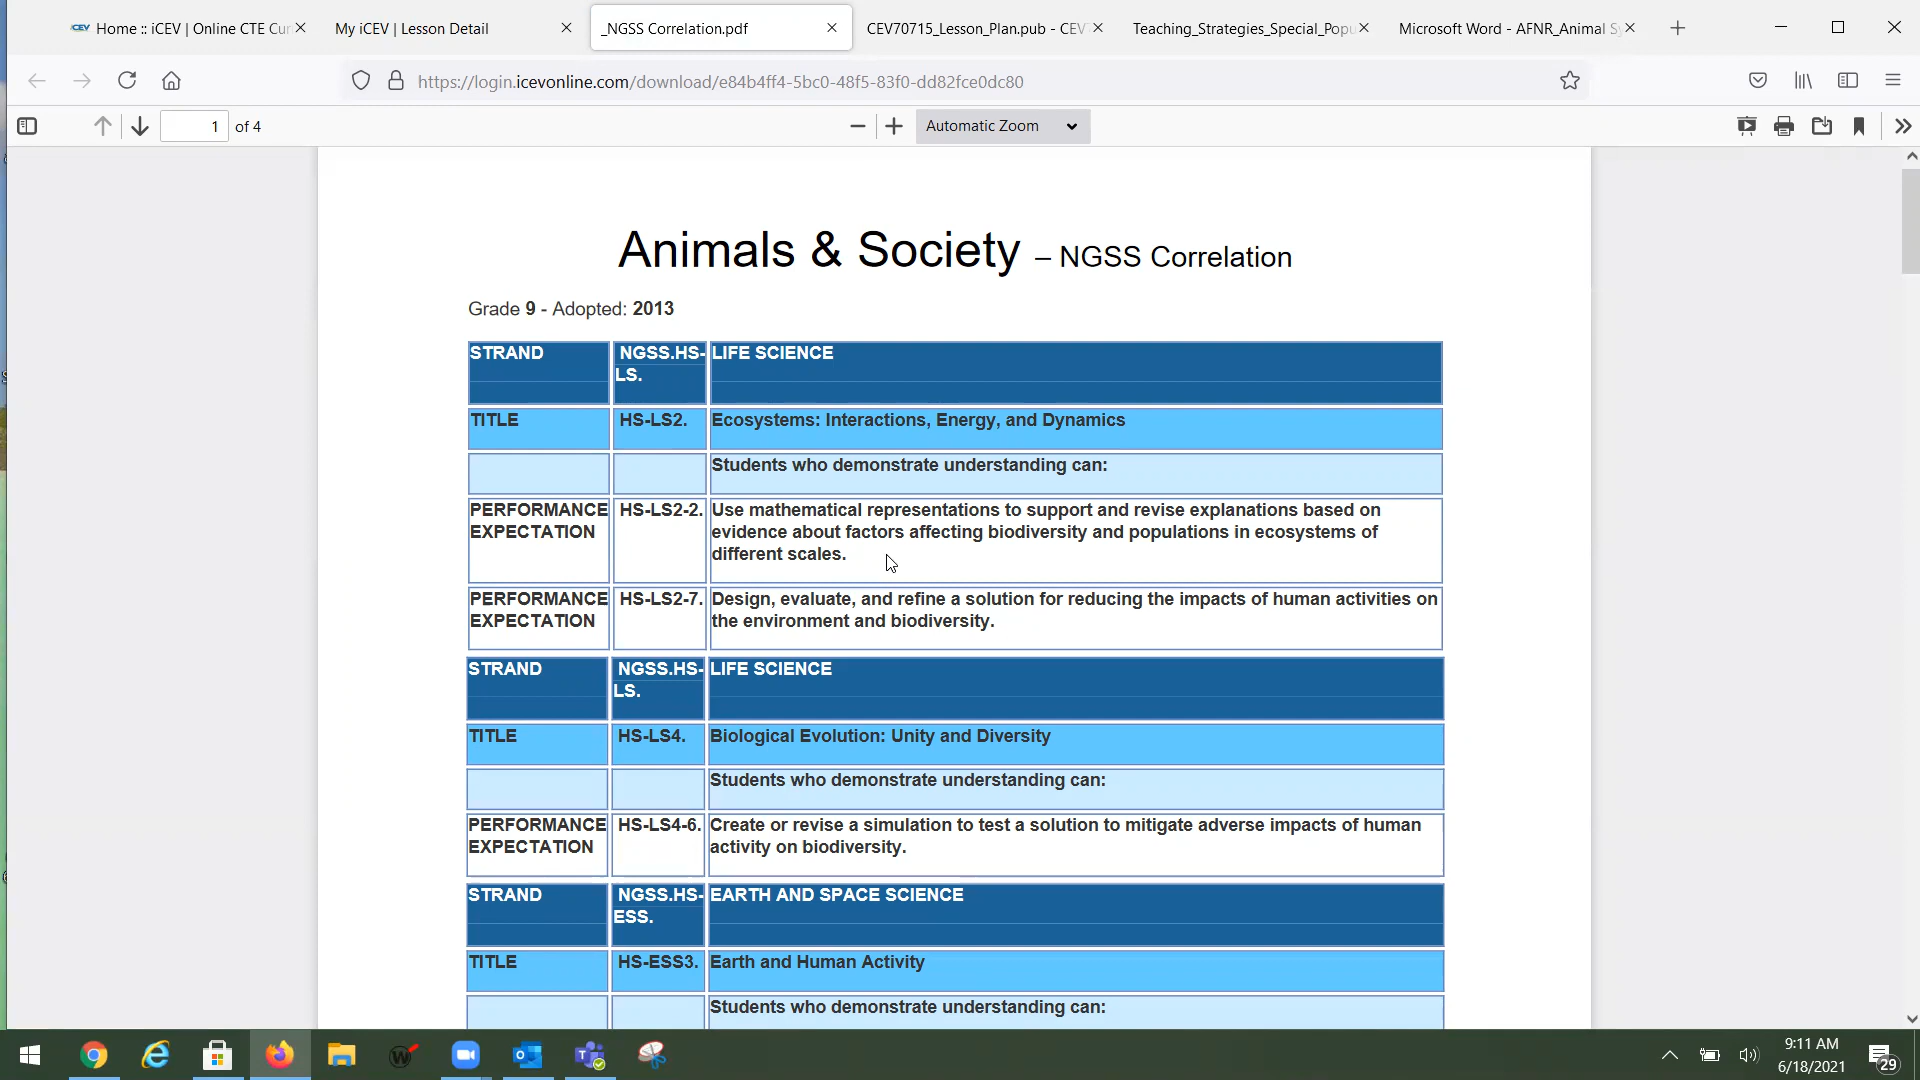 Home :: iCEV | Online CTE Cur
My iCEV | Lesson Detail
_NGSS Correlation.pdf
CEV70715_Lesson_Plan.pub - CEV
Teaching_Strategies_Special_Popu
Microsoft Word - AFNR_Animal Sy
https://login.icevonline.com/download/e84b4ff4-5bc0-48f5-83f0-dd82fce0dc80
1 of 4
Automatic Zoom
Animals & Society – NGSS Correlation
Grade 9 - Adopted: 2013
STRAND NGSS.HS- LIFE SCIENCE
LS.
TITLE HS-LS2. Ecosystems: Interactions, Energy, and Dynamics
Students who demonstrate understanding can:
PERFORMANCE HS-LS2-2. Use mathematical representations to support and revise explanations based on
EXPECTATION evidence about factors affecting biodiversity and populations in ecosystems of
different scales.
PERFORMANCE HS-LS2-7. Design, evaluate, and refine a solution for reducing the impacts of human activities on
EXPECTATION the environment and biodiversity.
STRAND NGSS.HS- LIFE SCIENCE
LS.
TITLE HS-LS4. Biological Evolution: Unity and Diversity
Students who demonstrate understanding can:
PERFORMANCE HS-LS4-6. Create or revise a simulation to test a solution to mitigate adverse impacts of human
EXPECTATION activity on biodiversity.
STRAND NGSS.HS- EARTH AND SPACE SCIENCE
ESS.
TITLE HS-ESS3. Earth and Human Activity
Students who demonstrate understanding can:
9:11 AM
6/18/2021
29